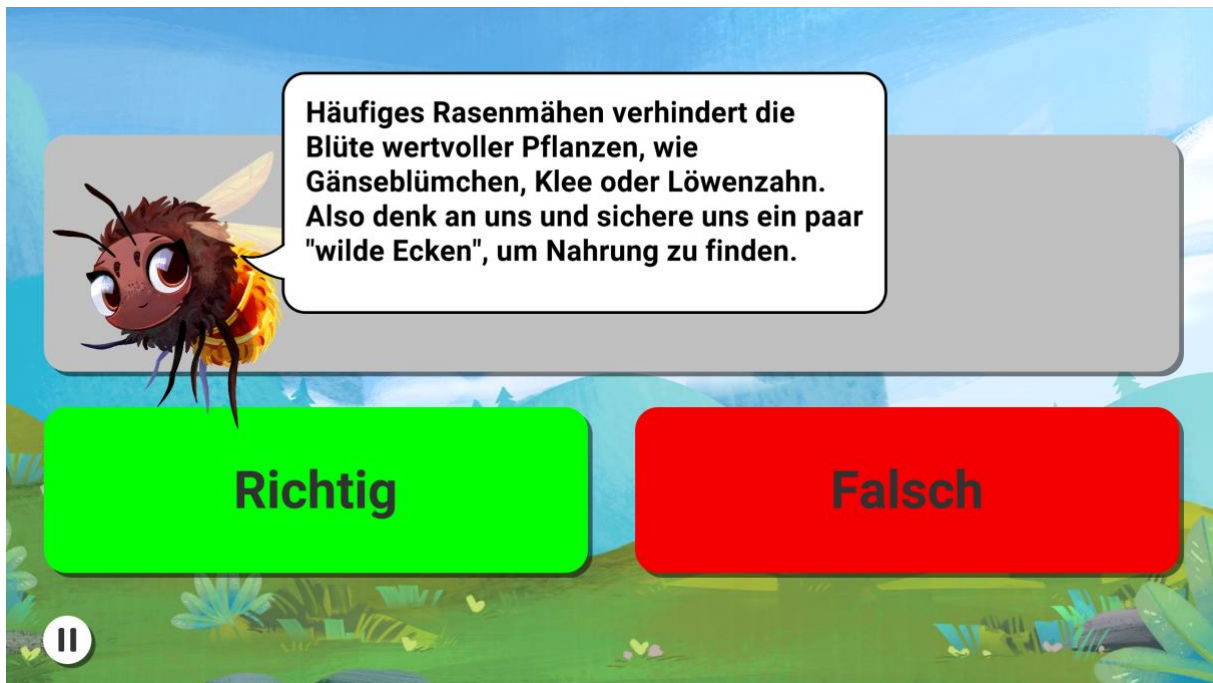 Häufiges Rasenmähen verhindert die
Blüte wertvoller Pflanzen, wie
Gänseblümchen, Klee oder Löwenzahn.
Also denk an uns und sichere uns ein paar
"wilde Ecken", um Nahrung zu finden.
Richtig
Falsch